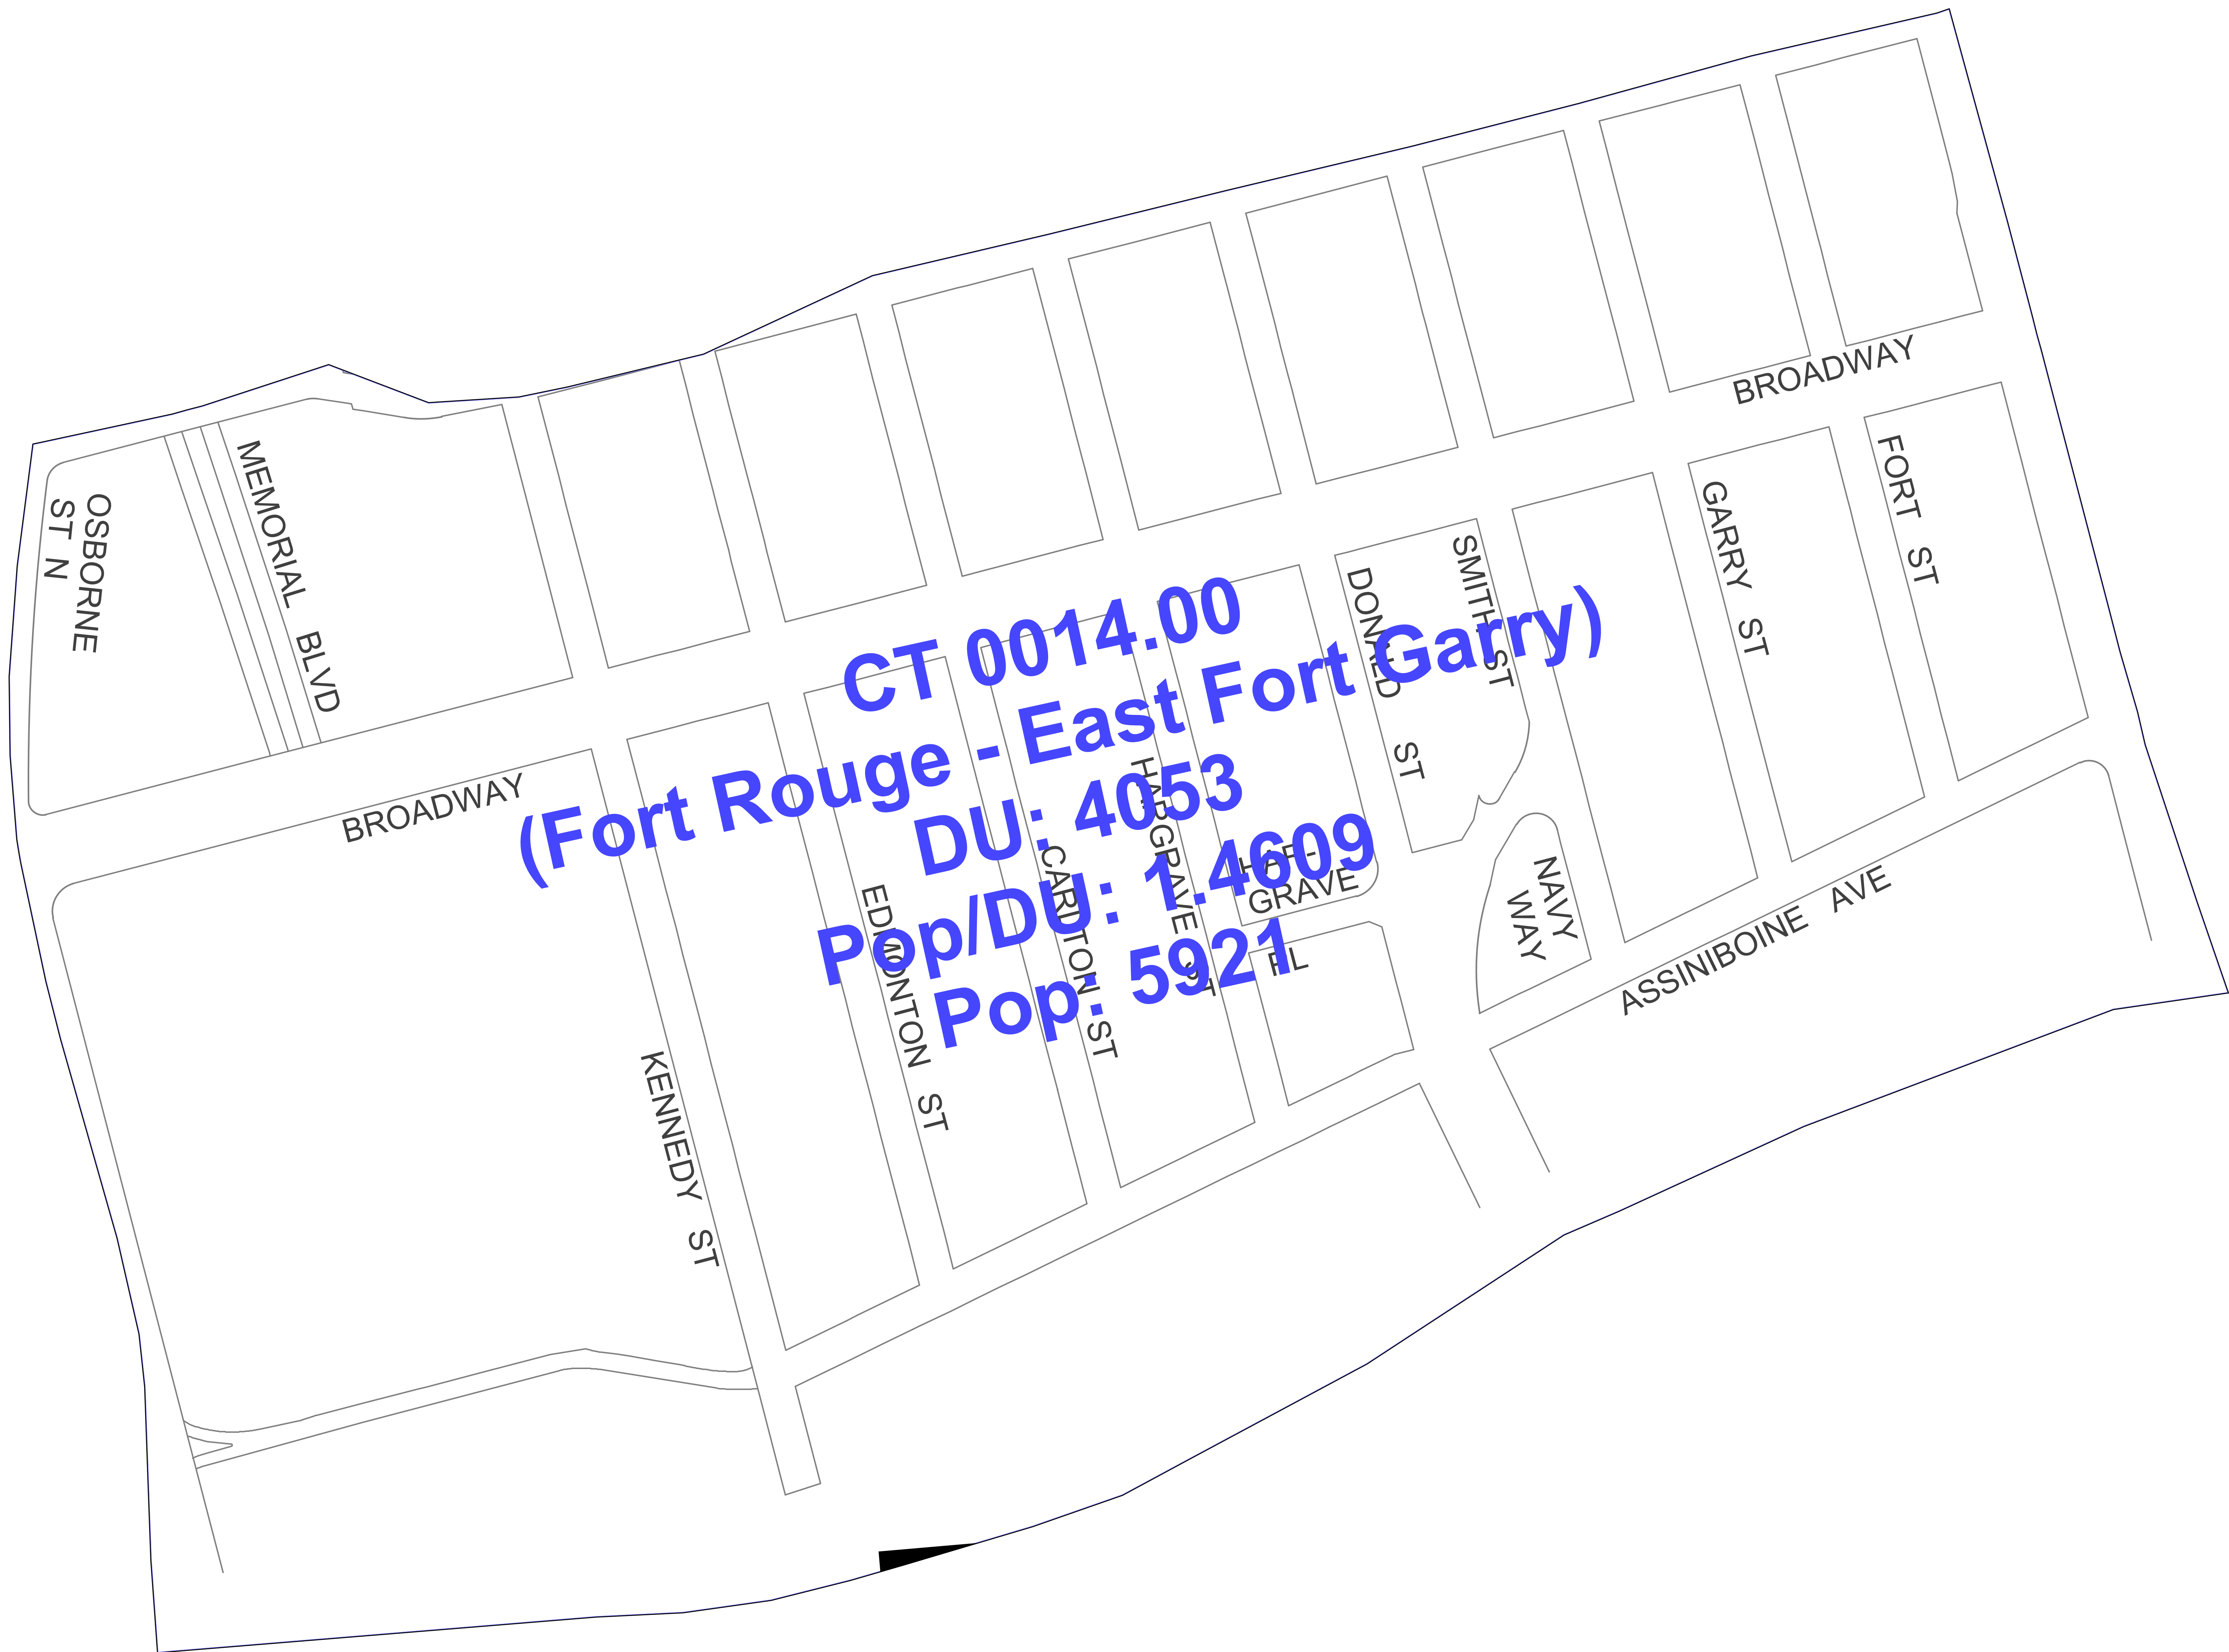 BROADWAY
FORT ST
MEMORIAL BLVD
GARRY ST
OSBORNE
ST N
SMITH ST
DONALD ST
CT 0014.00
(Fort Rouge - East Fort Garry)
DU: 4053
Pop/DU: 1.4609
Pop: 5921
BROADWAY
HARGRAVE ST
CARLTON ST
GRAVE
PL
EDMONTON ST
NAVY
WAY
ASSINIBOINE AVE
KENNEDY ST